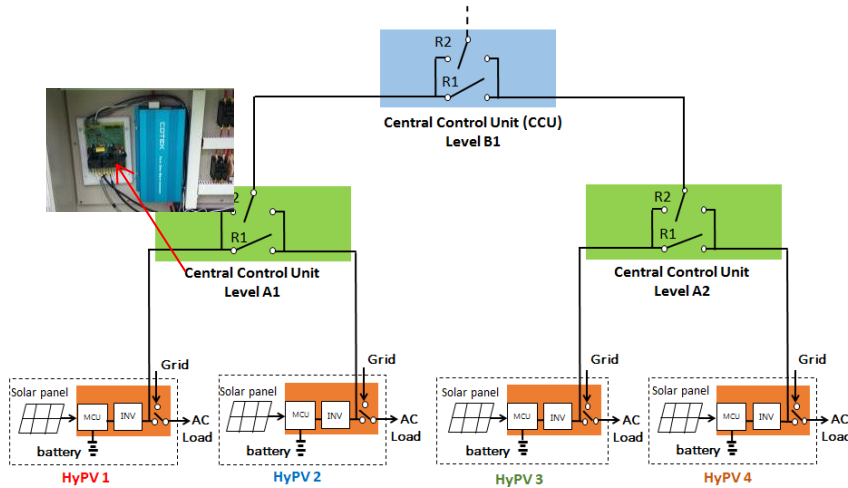 R2
R1
Central Control Unit (CCU)
Level B1
COTEK
2
R1
Central Control Unit
Level A1
R2
R1
Central Control Unit
Level A2
Grid
Solar panel
MCU
INV
AC
Load
battery
HyPV 1
Grid
Solar panel
MCU
INV
AC
Load
battery
HyPV 2
Grid
Solar panel
MCU
INV
AC
Load
battery
HyPV 3
Grid
Solar panel
MCU
INV
AC
Load
battery
HyPV 4